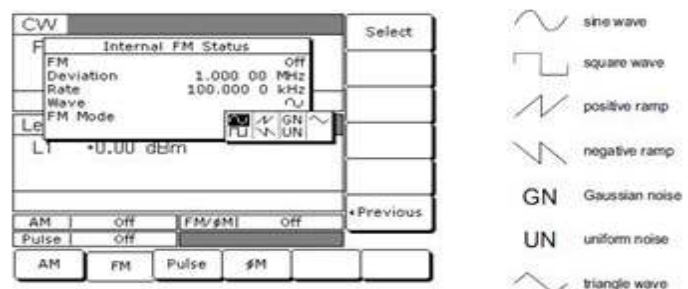 CW
Select
Internal FM Status
FM Off
Deviation 1.000 00 MHz
Rate 100.000 0 kHz
Wave
FM Mode
GN
UN
L1 +0.00 dBm
Previous
AM Off FM/ϕM Off
Pulse Off
AM FM Pulse ϕM
sine wave
square wave
positive ramp
negative ramp
GN Gaussian noise
UN uniform noise
triangle wave